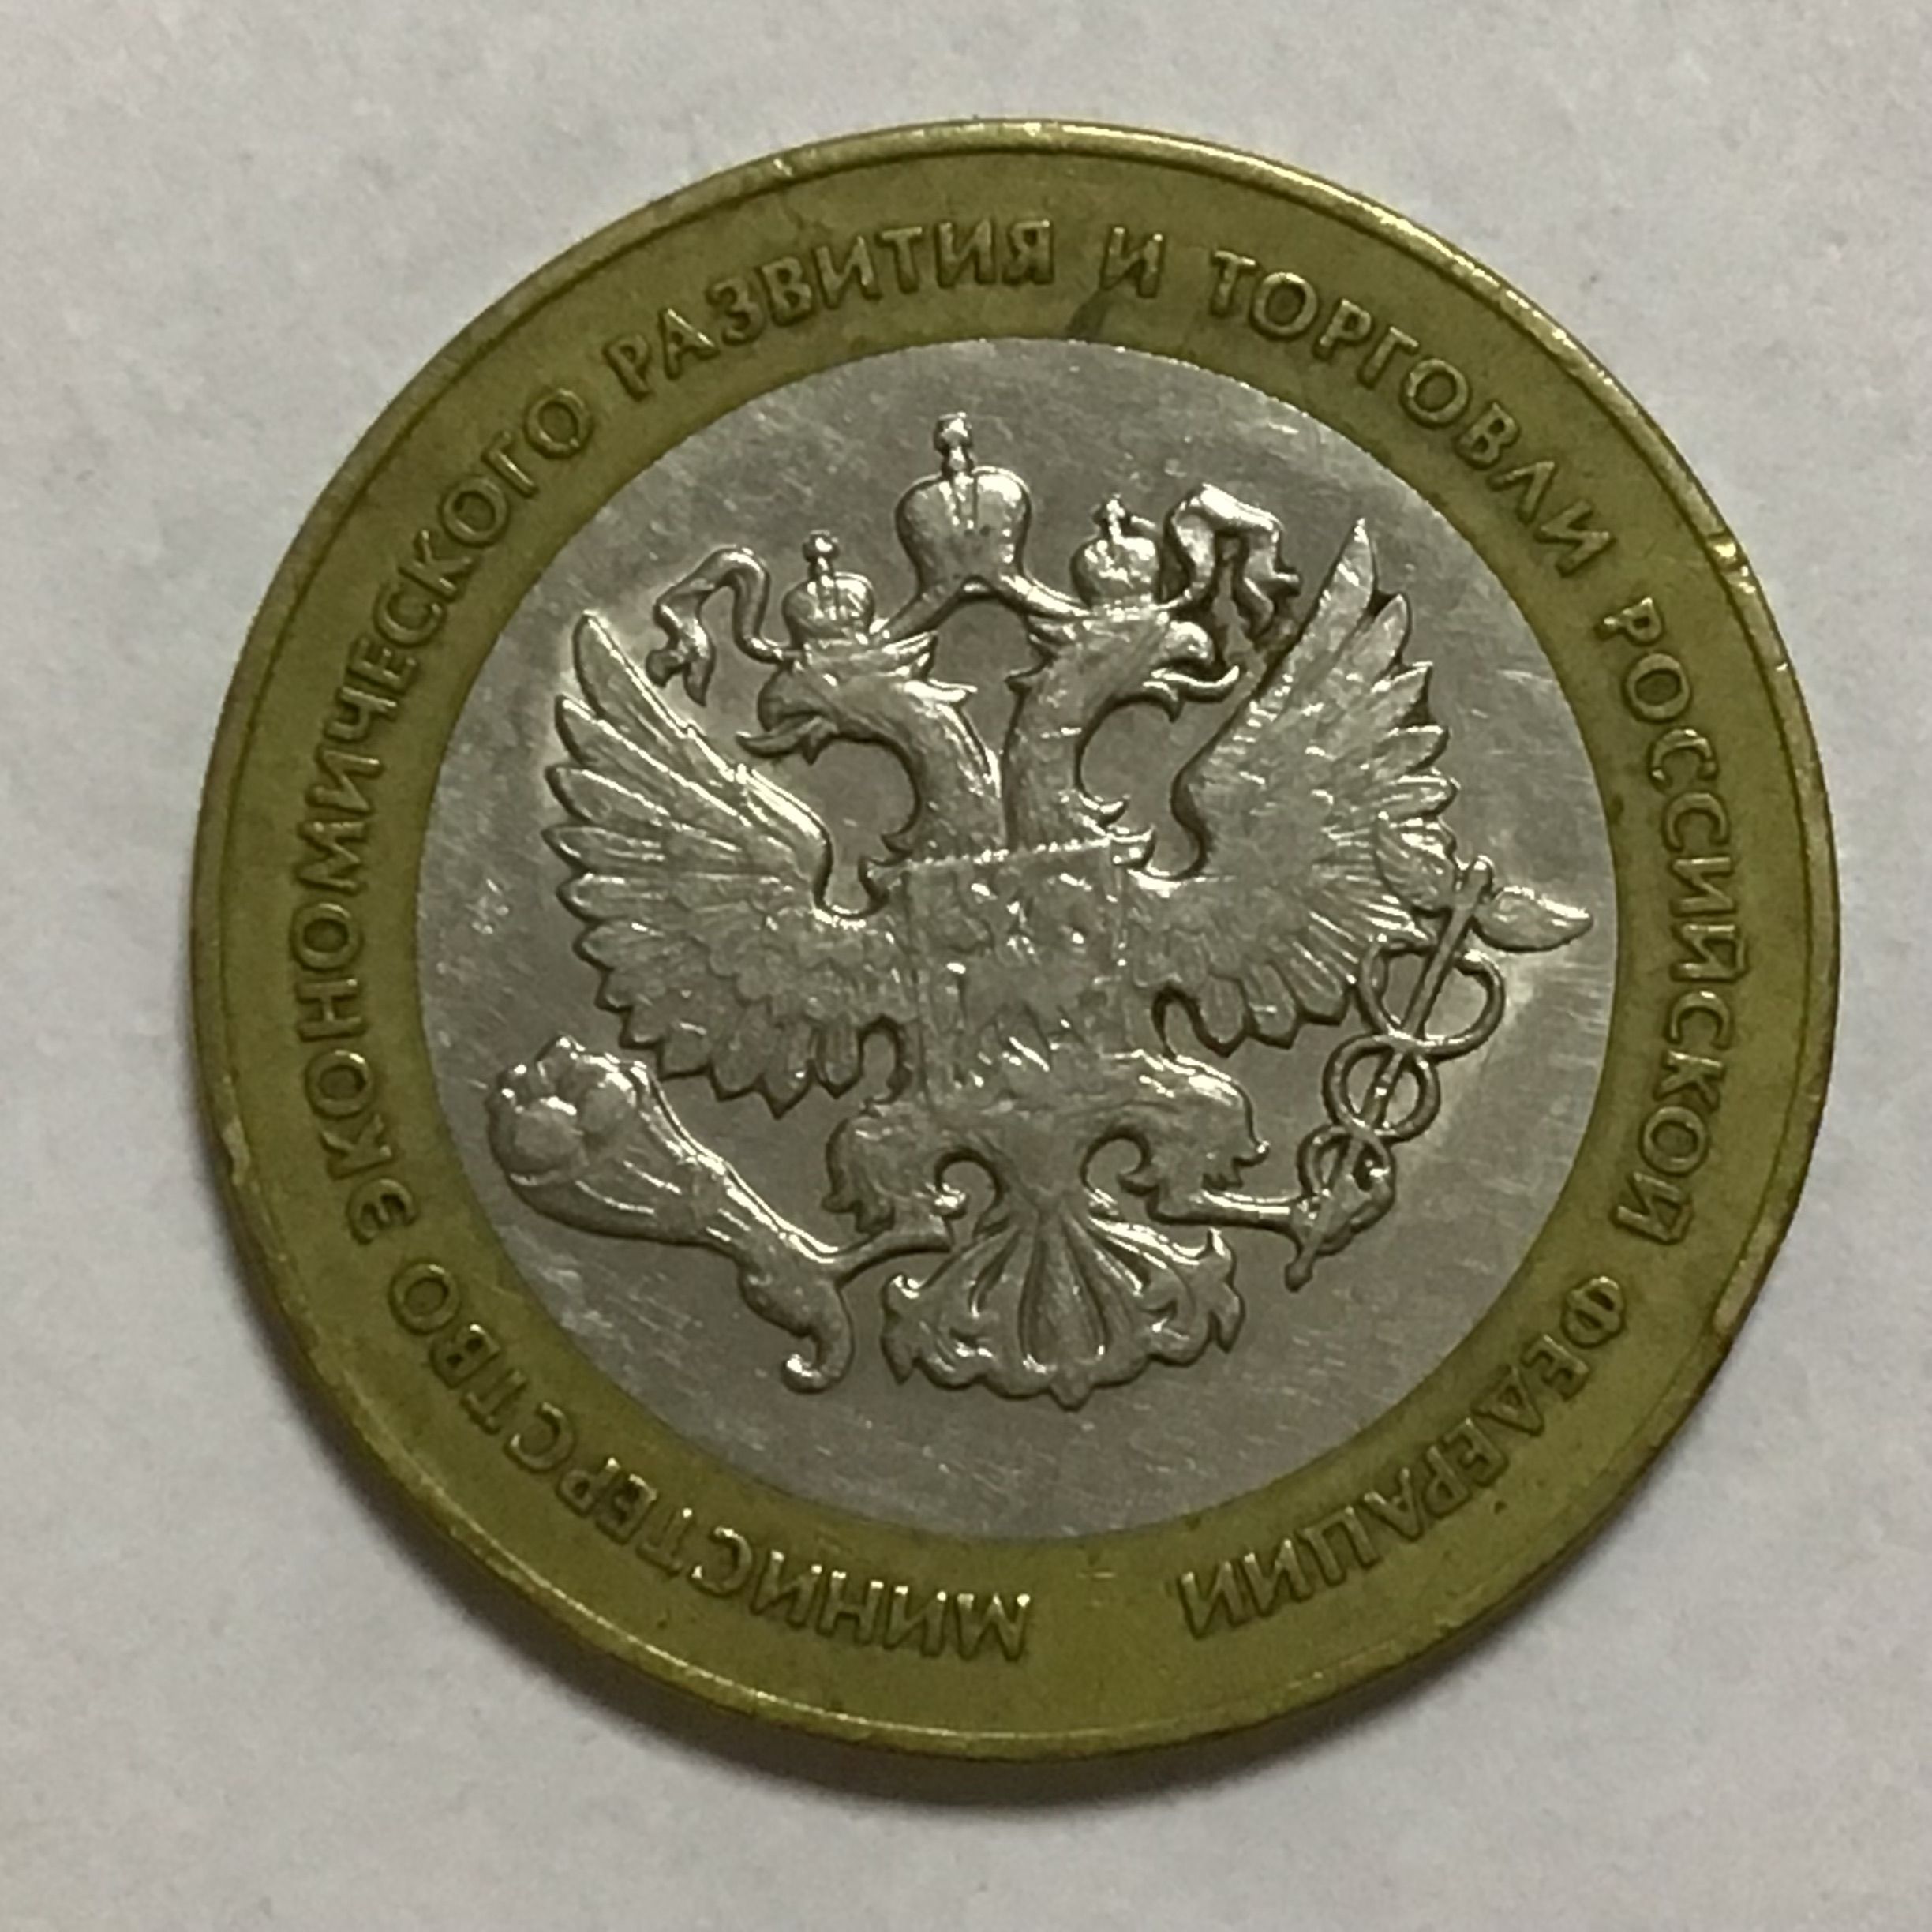 МИНИСТЕРСТВО ЭКОНОМИЧЕСКОГО РАЗВИТИЯ И ТОРГОВЛИ РОССИЙСКОЙ ФЕДЕРАЦИИ